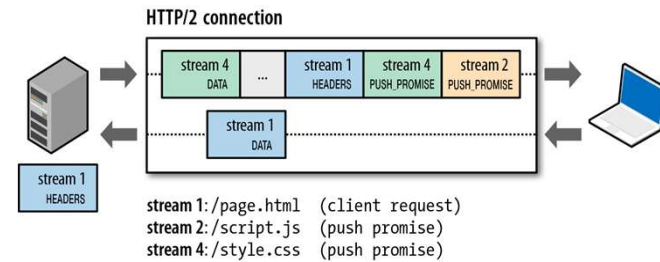 HTTP/2 connection
stream 4 ... stream 1 stream 4 stream 2
DATA HEADERS PUSH_PROMISE PUSH_PROMISE
stream 1
DATA
stream 1
HEADERS
stream 1: /page.html (client request)
stream 2: /script.js (push promise)
stream 4: /style.css (push promise)